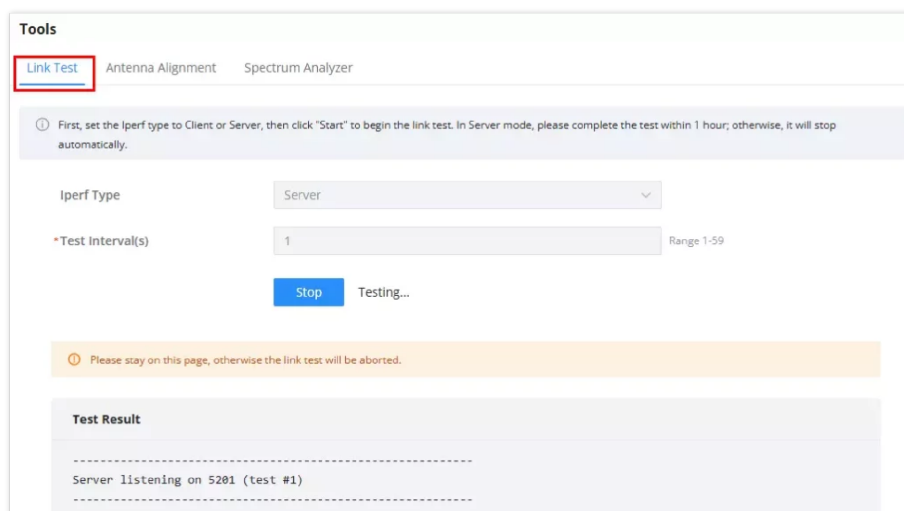 Tools
Link Test Antenna Alignment Spectrum Analyzer
First, set the Iperf type to Client or Server, then click "Start" to begin the link test. In Server mode, please complete the test within 1 hour; otherwise, it will stop
automatically.
Iperf Type Server
*Test Interval(s) 1 Range 1-59
Stop Testing...
Please stay on this page, otherwise the link test will be aborted.
Test Result
-----------------------------------------------------------
Server listening on 5201 (test #1)
-----------------------------------------------------------